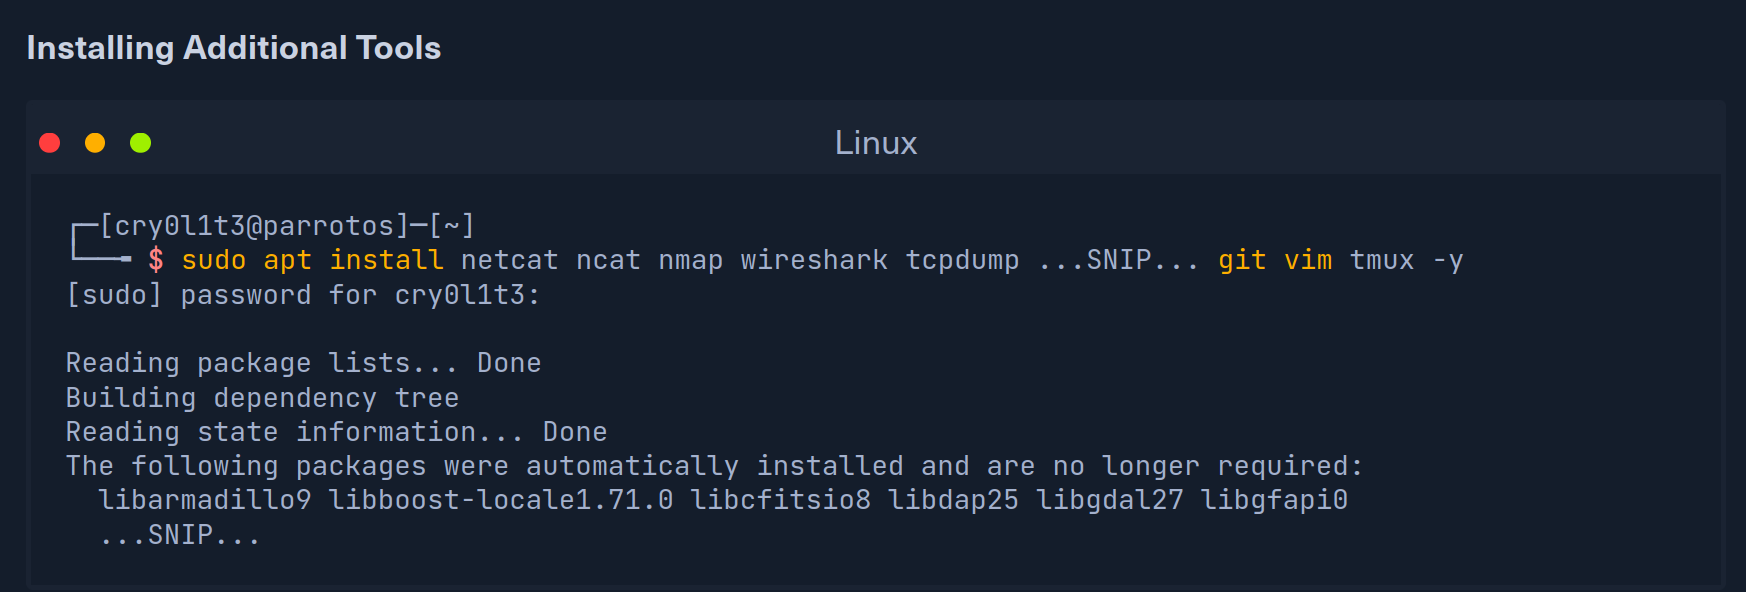 Installing Additional Tools
Linux
┌─[cry0l1t3@parrotos]─[~]
└──╼ $ sudo apt install netcat ncat nmap wireshark tcpdump ...SNIP... git vim tmux -y
[sudo] password for cry0l1t3:
Reading package lists... Done
Building dependency tree
Reading state information... Done
The following packages were automatically installed and are no longer required:
  libarmadillo9 libboost-locale1.71.0 libcfitsio8 libdap25 libgdal27 libgfapi0
  ...SNIP...